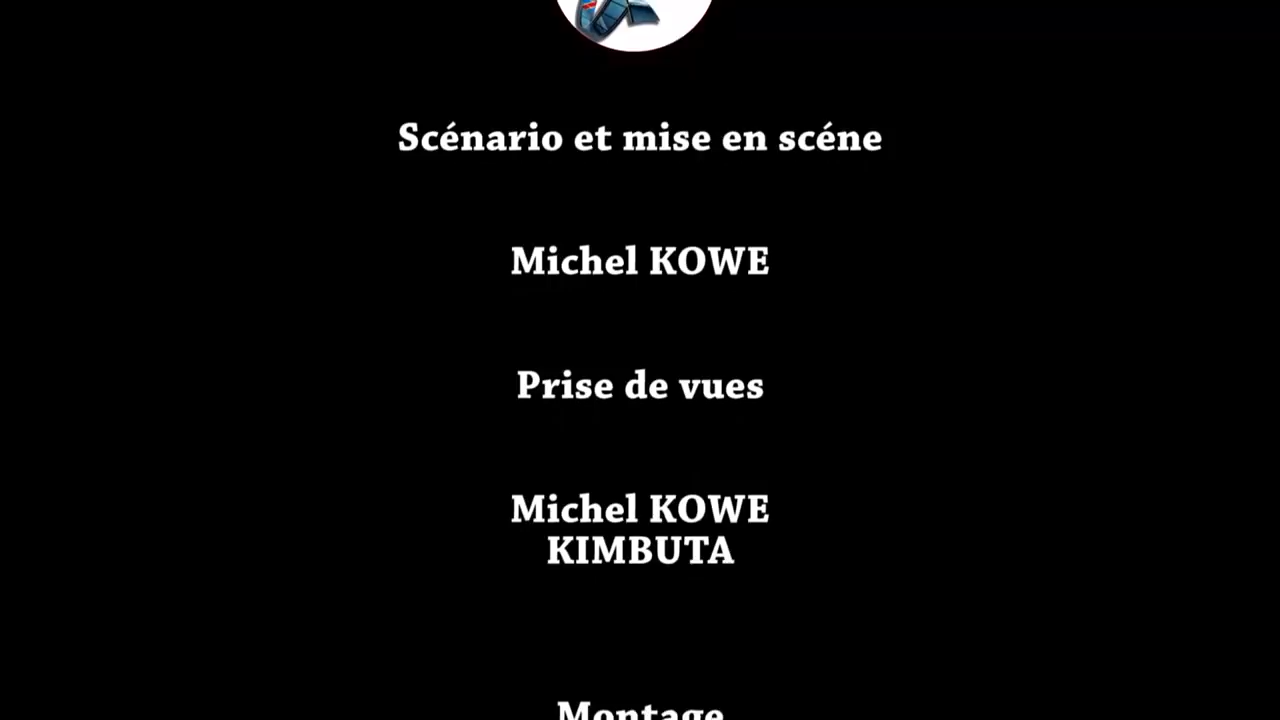 Scénario et mise en scéne
Michel KOWE
Prise de vues
Michel KOWE
KIMBUTA
Montage